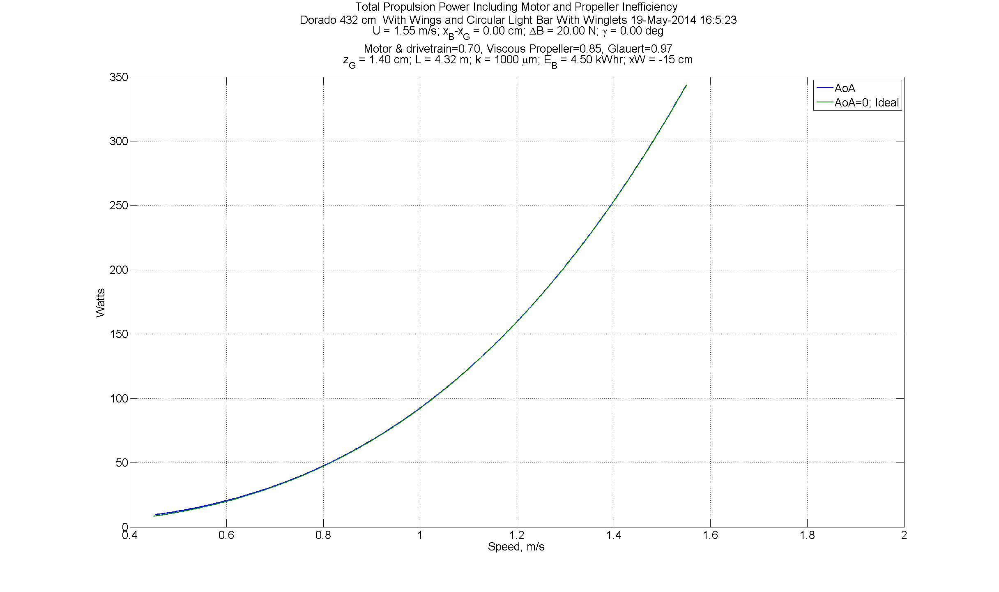 Total Propulsion Power Including Motor and Propeller Inefficiency
Dorado 432 cm  With Wings and Circular Light Bar With Winglets 19-May-2014 16:5:23
U = 1.55 m/s; x_B-x_G = 0.00 cm; ΔB = 20.00 N; γ = 0.00 deg
Motor & drivetrain=0.70, Viscous Propeller=0.85, Glauert=0.97
z_G = 1.40 cm; L = 4.32 m; k = 1000 μm; E_B = 4.50 kWhr; xW = -15 cm
350
300
250
200
150
100
50
0
Watts
AoA
AoA=0; Ideal
0.4 0.6 0.8 1 1.2 1.4 1.6 1.8 2
Speed, m/s